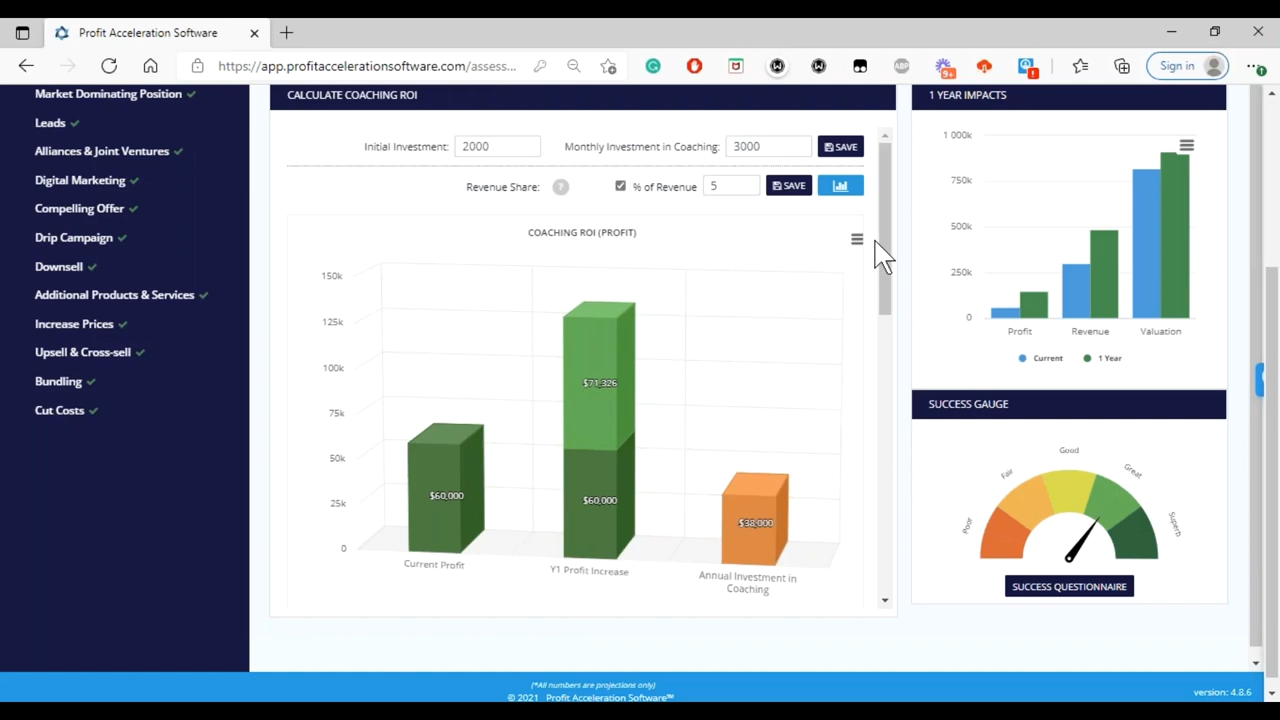 Profit Acceleration Software
https://app.profitaccelerationsoftware.com/assess...
9+
ABP
Sign in
Market Dominating Position
Leads
Alliances & Joint Ventures
Digital Marketing
Compelling Offer
Drip Campaign
Downsell
Additional Products & Services
Increase Prices
Upsell & Cross-sell
Bundling
Cut Costs
CALCULATE COACHING ROI
Initial Investment: 2000 Monthly Investment in Coaching: 3000 SAVE
Revenue Share: ? % of Revenue 5 SAVE
COACHING ROI (PROFIT)
150k
125k
100k
75k
50k
25k
0
$60,000
$71,326
$60,000
$38,000
Current Profit
Y1 Profit Increase
Annual Investment in
Coaching
1 YEAR IMPACTS
1 000k
750k
500k
250k
0
Profit Revenue Valuation
Current 1 Year
SUCCESS GAUGE
Poor
Fair
Good
Great
Superb
SUCCESS QUESTIONNAIRE
(*All numbers are projections only)
© 2021 Profit Acceleration Software™
version: 4.8.6